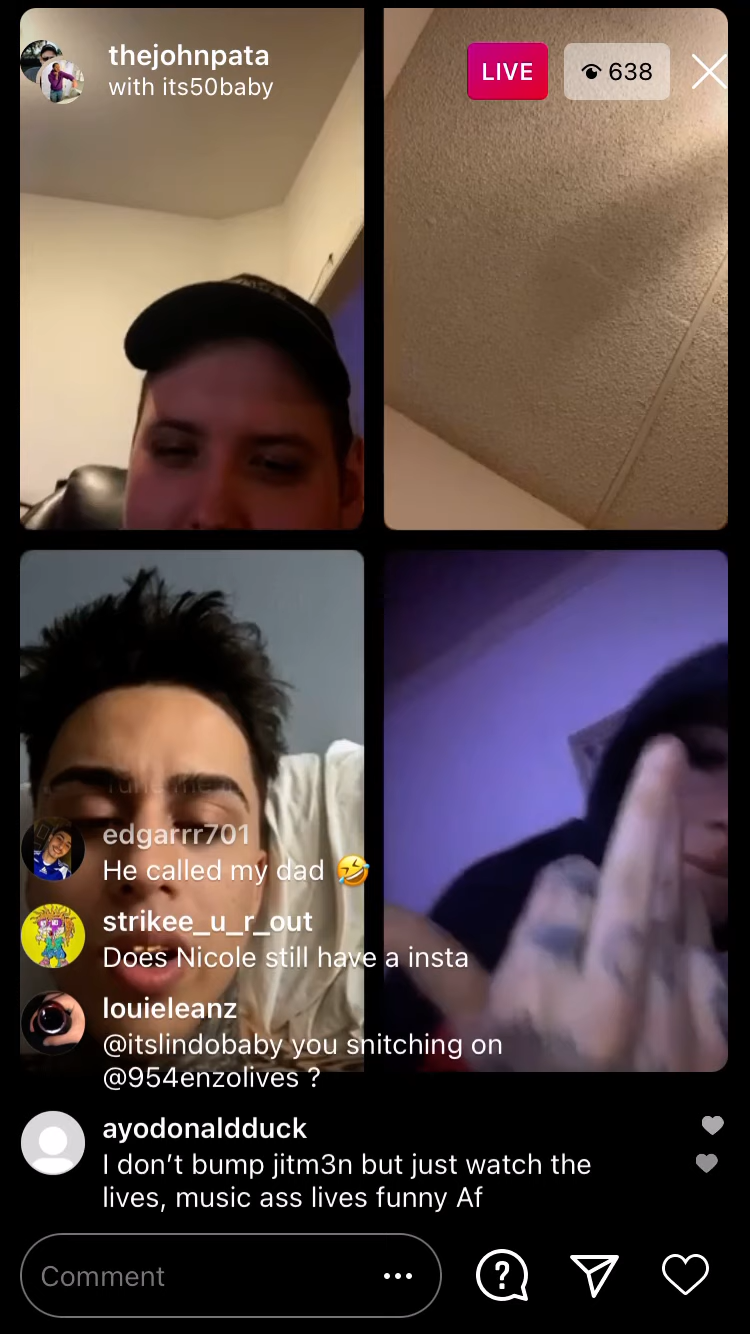 thejohnpata
with its50baby
LIVE
638
edgarrr701
He called my dad 🤣
strikee_u_r_out
Does Nicole still have a insta
louieleanz
@itslindobaby you snitching on
@954enzolives ?
ayodonaldduck
I don’t bump jitm3n but just watch the
lives, music ass lives funny Af
Comment